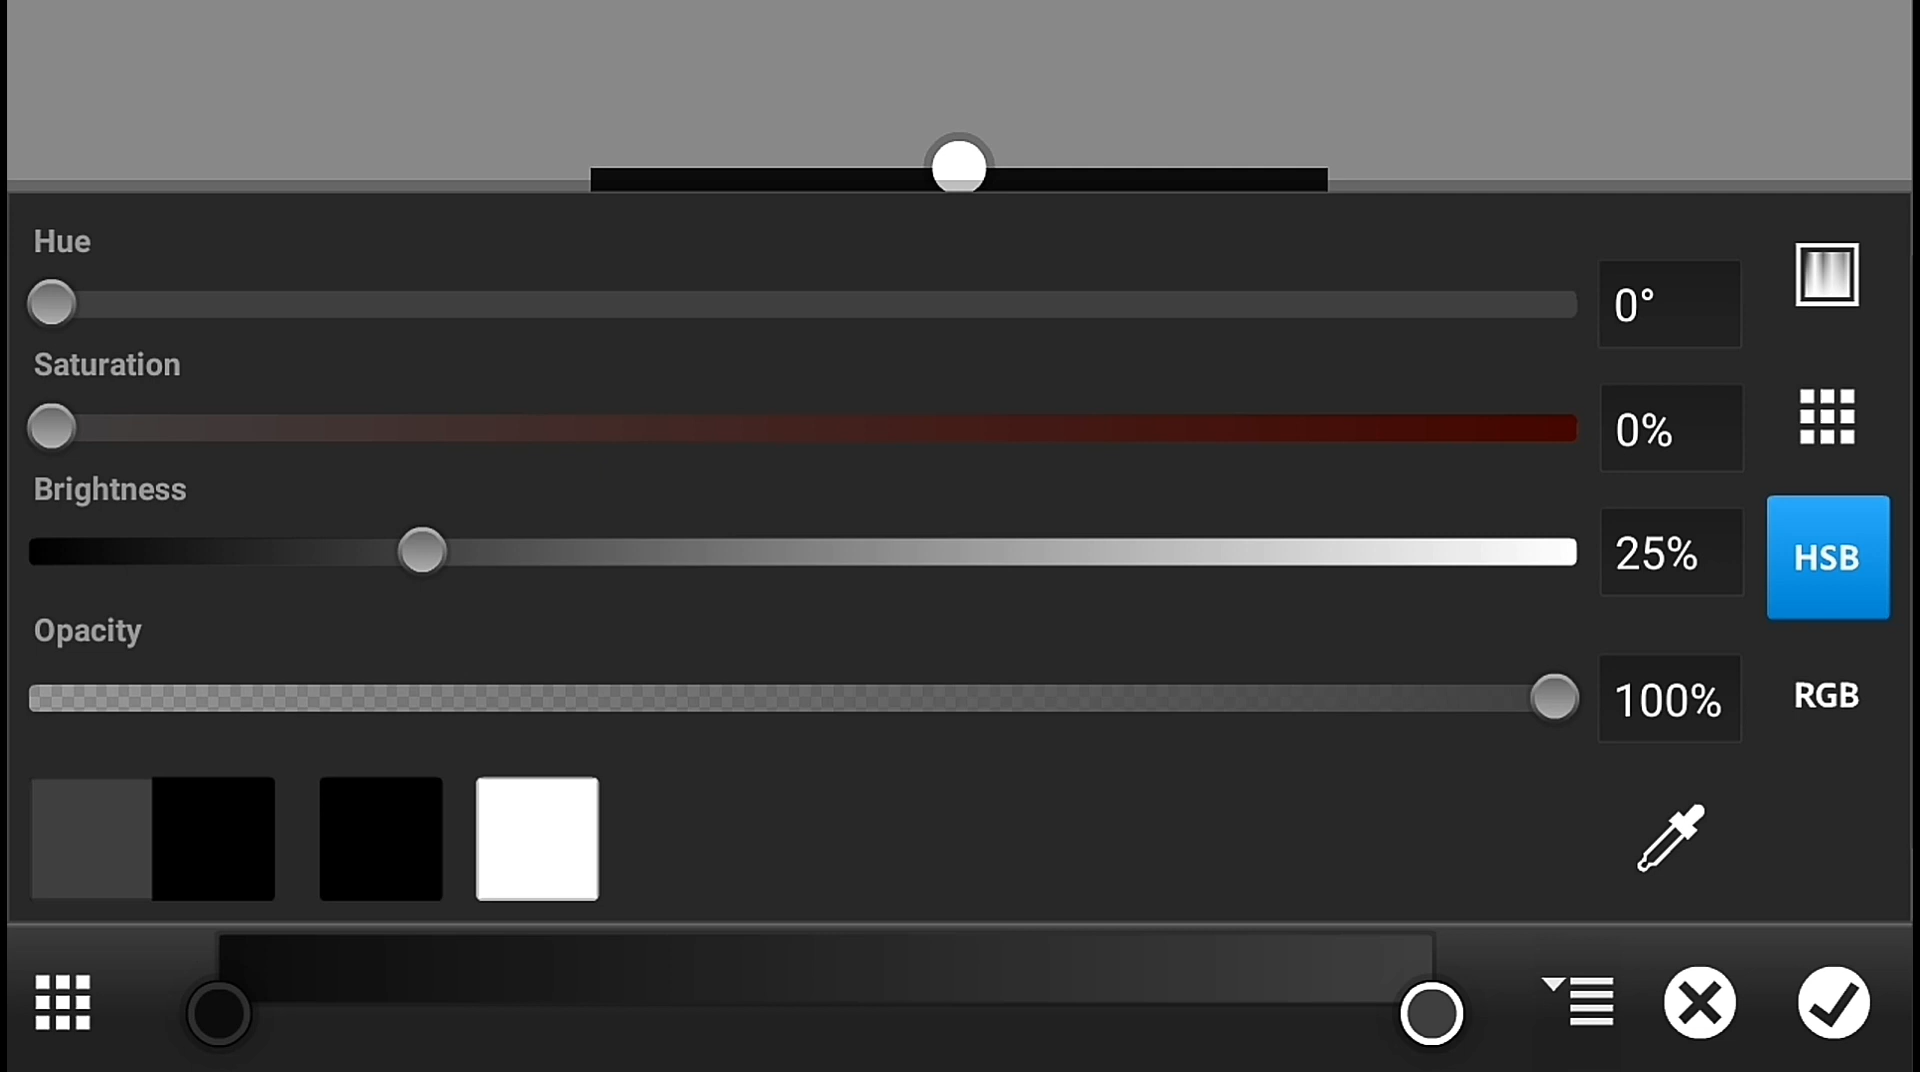 Hue
0°
Saturation
0%
Brightness
25%
HSB
Opacity
100%
RGB